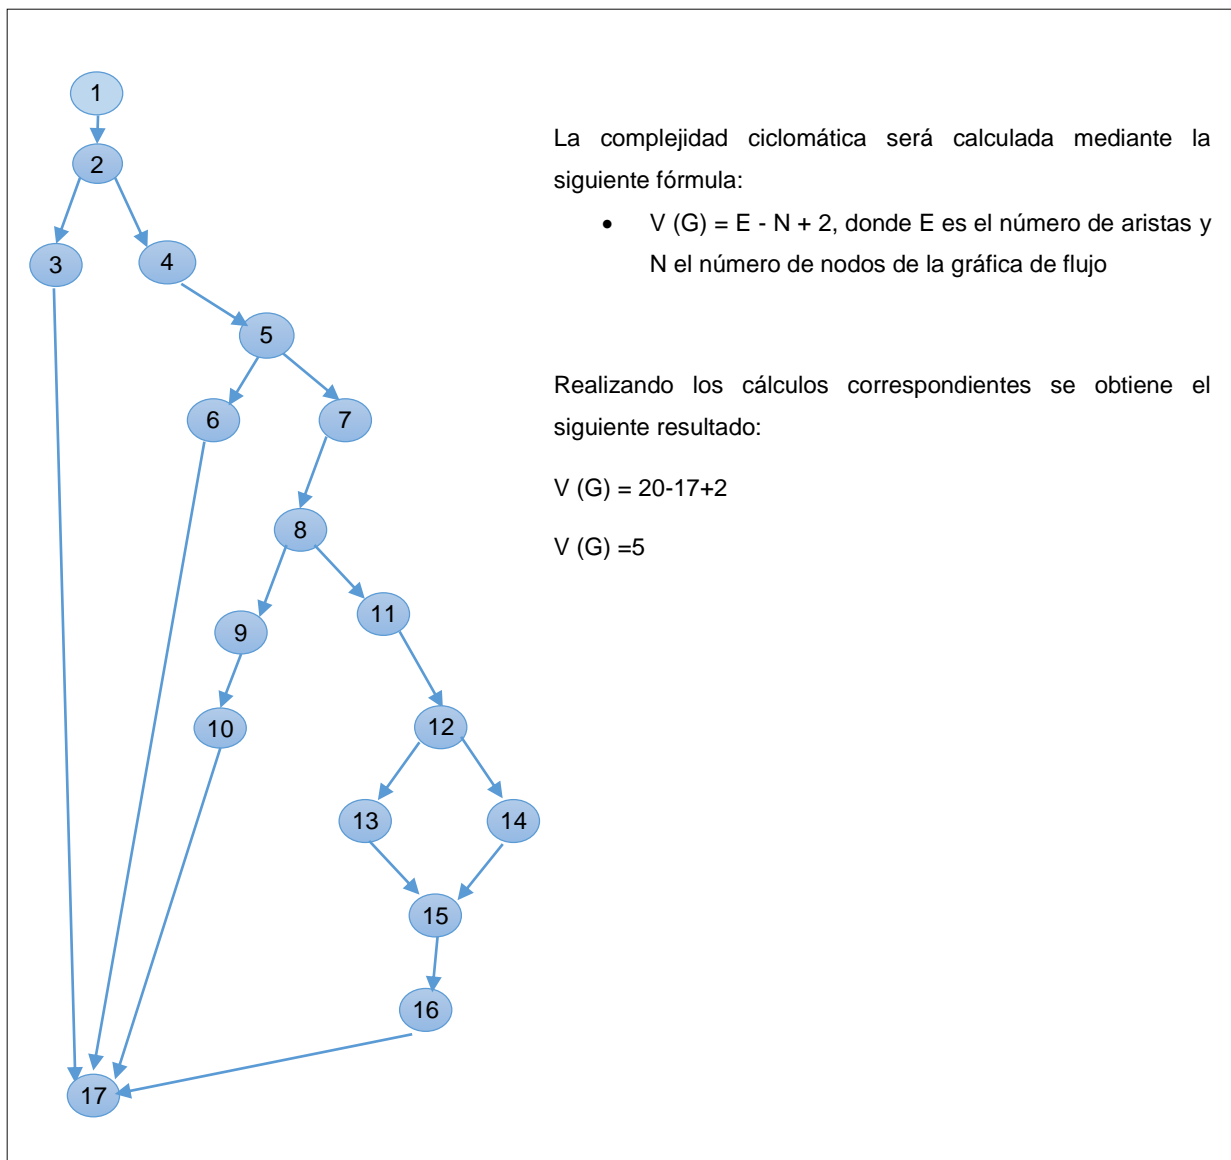 1
2
3
4
5
6
7
8
9
11
10
12
13
14
15
16
17
La complejidad ciclomática será calculada mediante la
siguiente fórmula:
• V (G) = E - N + 2, donde E es el número de aristas y
N el número de nodos de la gráfica de flujo
Realizando los cálculos correspondientes se obtiene el
siguiente resultado:
V (G) = 20-17+2
V (G) =5